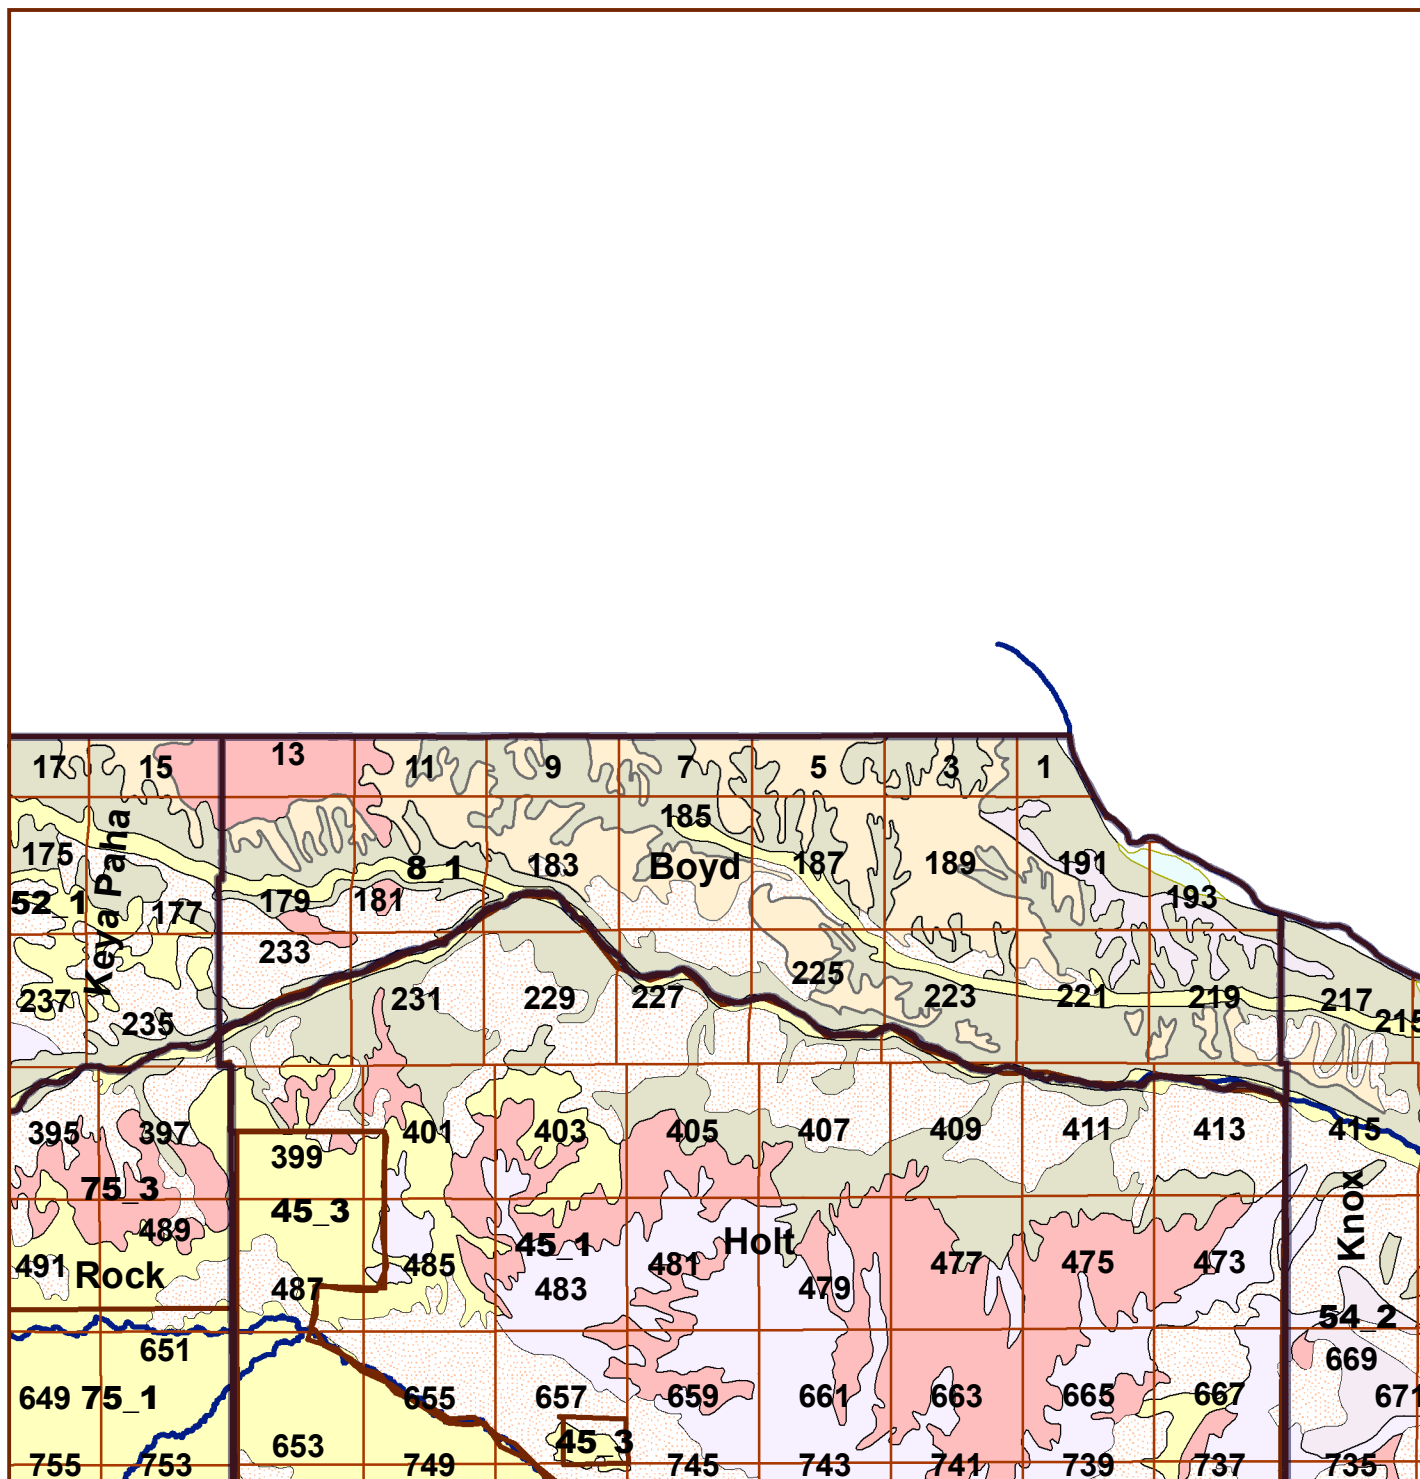 17 15 13 11 9 7 5 3 1
185
175 8_1 183 Boyd 187 189 191
Keya Paha
52_1 177 179 181 193
233
237 231 229 227 225 223 221 219 217
235 215
395 397 401 403 405 407 409 411 413 415
399
75_3 45_3
489 45_1 Holt Knox
491 Rock 485 481 477 475 473
487 483 479
54_2
651 669
649 75_1 655 657 659 661 663 665 667 671
653 45_3
755 753 749 745 743 741 739 737 735